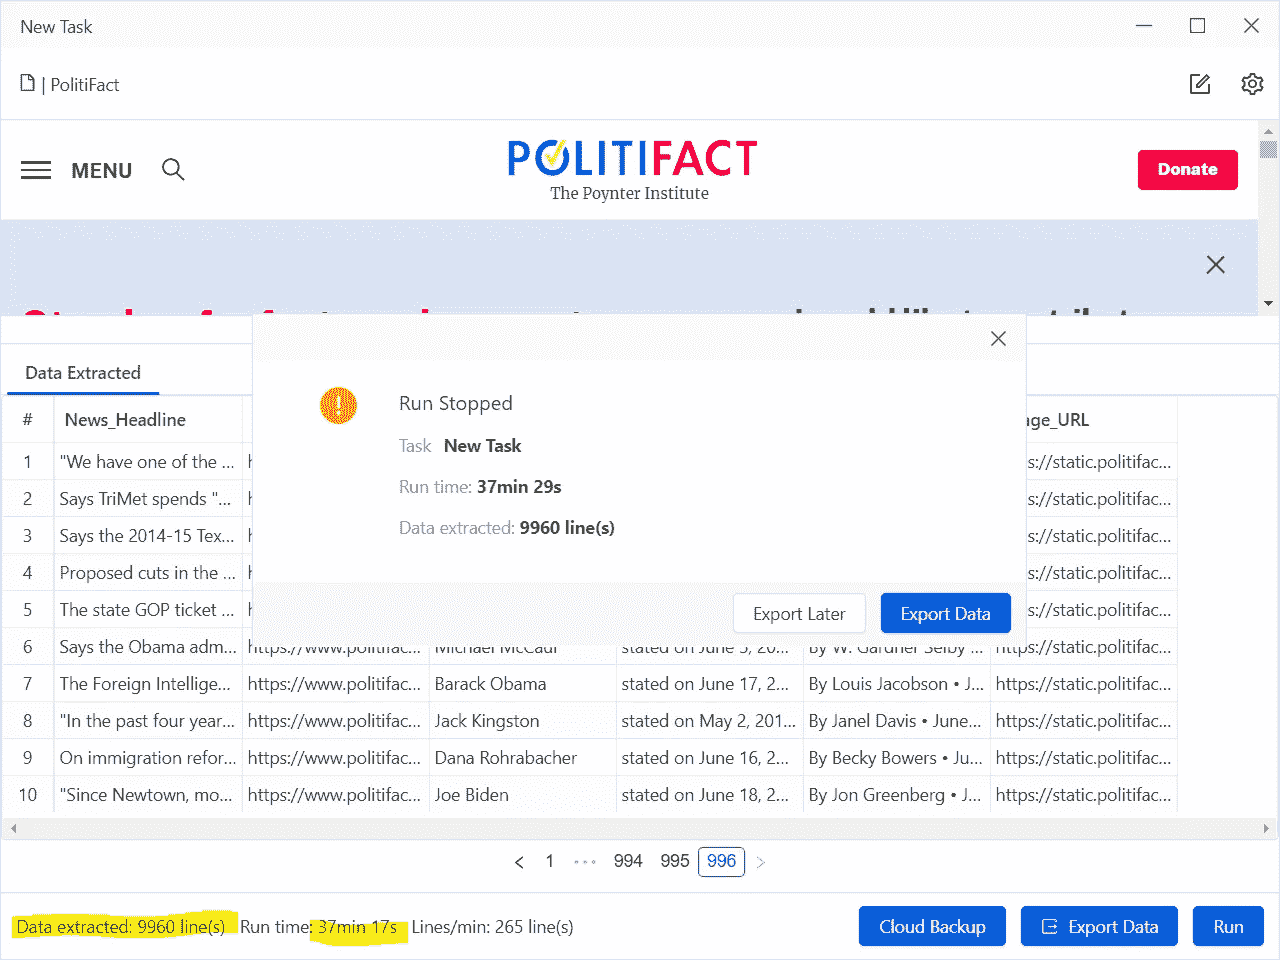 New Task
| PolitiFact
MENU
POLITIFACT
The Poynter Institute
Donate
Data Extracted
Run Stopped
Task New Task
Run time: 37min 29s
Data extracted: 9960 line(s)
Export Later
Export Data
# News_Headline age_URL
1 "We have one of the ... s://static.politifac...
2 Says TriMet spends "... s://static.politifac...
3 Says the 2014-15 Tex... s://static.politifac...
4 Proposed cuts in the ... s://static.politifac...
5 The state GOP ticket ... s://static.politifac...
6 Says the Obama adm... https://www.politifac... Michael McCaul stated on June 5, 20... By W. Gardner Selby ... https://static.politifac...
7 The Foreign Intellige... https://www.politifac... Barack Obama stated on June 17, 2... By Louis Jacobson • J... https://static.politifac...
8 "In the past four year... https://www.politifac... Jack Kingston stated on May 2, 201... By Janel Davis • June... https://static.politifac...
9 On immigration refor... https://www.politifac... Dana Rohrabacher stated on June 16, 2... By Becky Bowers • Ju... https://static.politifac...
10 "Since Newtown, mo... https://www.politifac... Joe Biden stated on June 18, 2... By Jon Greenberg • J... https://static.politifac...
< 1 ••• 994 995 996 >
Data extracted: 9960 line(s) Run time: 37min 17s Lines/min: 265 line(s)
Cloud Backup
Export Data
Run